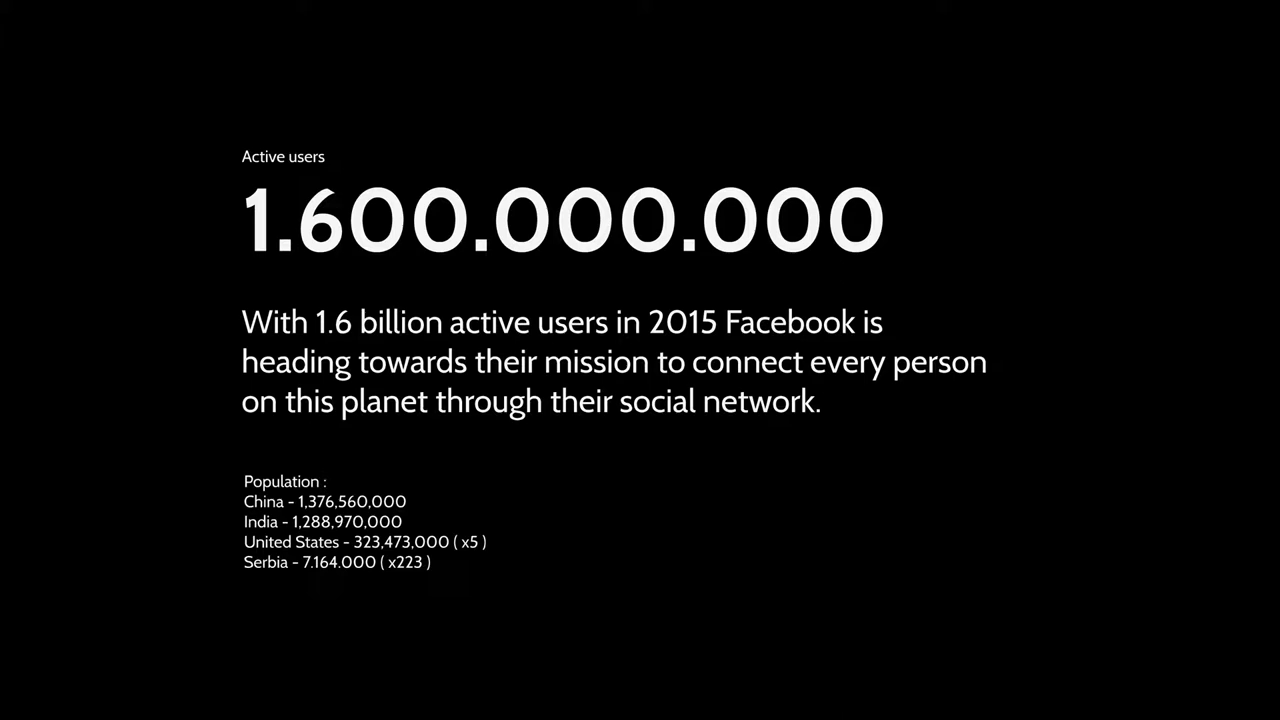 Active users
1.600.000.000
With 1.6 billion active users in 2015 Facebook is
heading towards their mission to connect every person
on this planet through their social network.
Population :
China - 1,376,560,000
India - 1,288,970,000
United States - 323,473,000 ( x5 )
Serbia - 7.164.000 ( x223 )